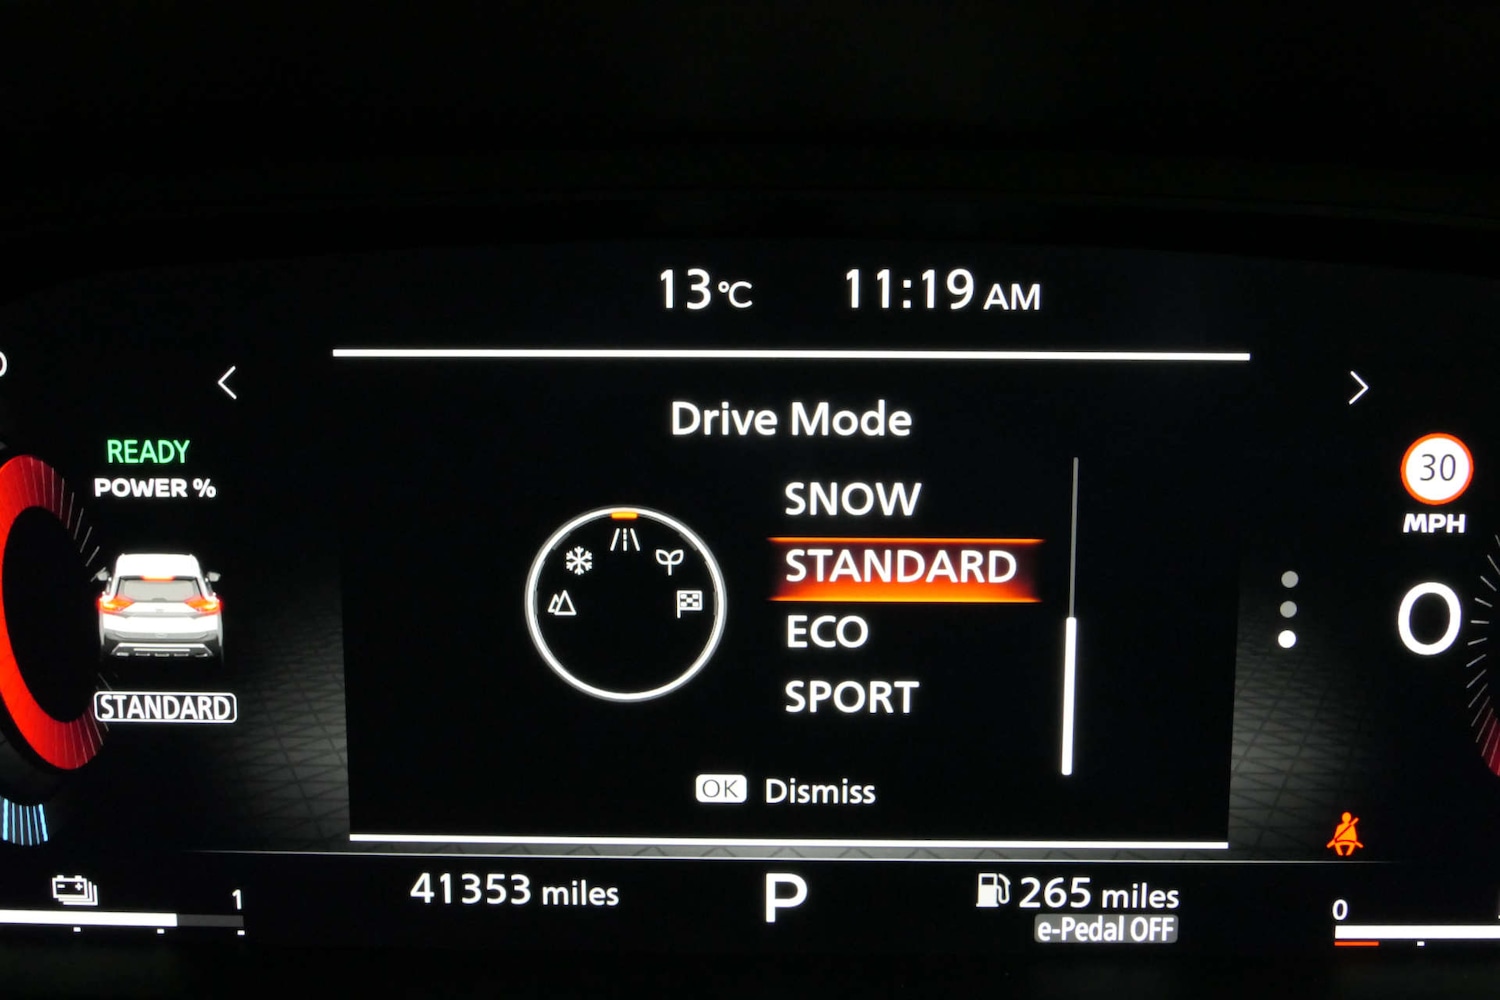 13°C 11:19 AM
Drive Mode
READY
POWER %
STANDARD
SNOW
STANDARD
ECO
SPORT
OK Dismiss
30
MPH
0
1
41353 miles
P
265 miles
e-Pedal OFF
0